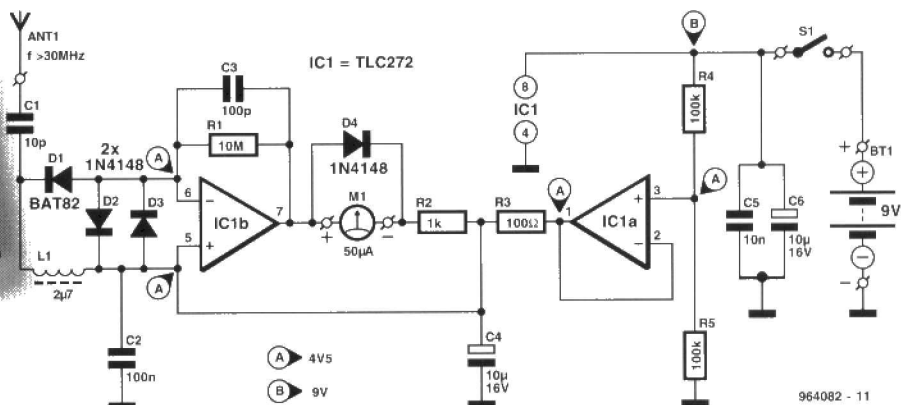 ANT1
f >30MHz
C1
10p
D1
BAT82
2x
1N4148
D2
D3
L1
2µ7
C2
100n
A
A
C3
100p
R1
10M
6
−
5
+
IC1b
7
IC1 = TLC272
D4
1N4148
M1
+
−
50µA
R2
1k
R3
100Ω
A
1
IC1a
3
+
2
−
C4
10µ
16V
A 4V5
B 9V
8
IC1
4
B
R4
100k
A
R5
100k
C5
10n
C6
10µ
16V
S1
+
BT1
+
9V
−
−
964082 - 11